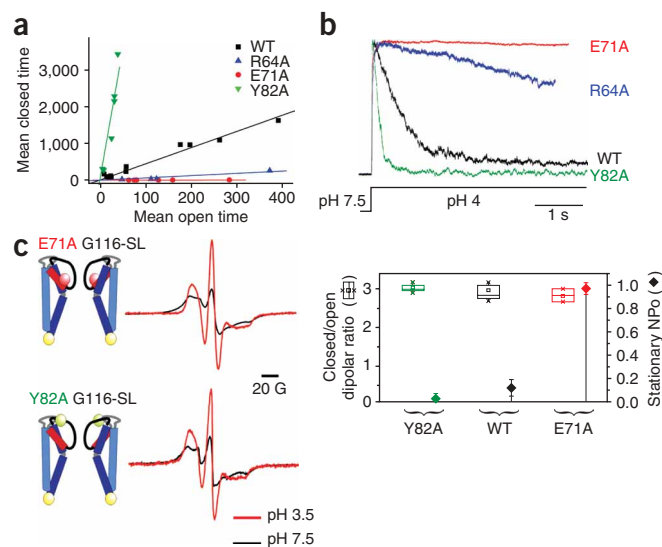 a
Mean closed time
3,000
2,000
1,000
0
0
100
200
300
400
Mean open time
WT
R64A
E71A
Y82A
b
E71A
R64A
WT
Y82A
pH 7.5
pH 4
1 s
c
E71A G116-SL
20 G
Y82A G116-SL
pH 3.5
pH 7.5
Closed/open
dipolar ratio ( )
3
2
1
0
1.0
0.8
0.6
0.4
0.2
0.0
Stationary NPo ( )
Y82A
WT
E71A